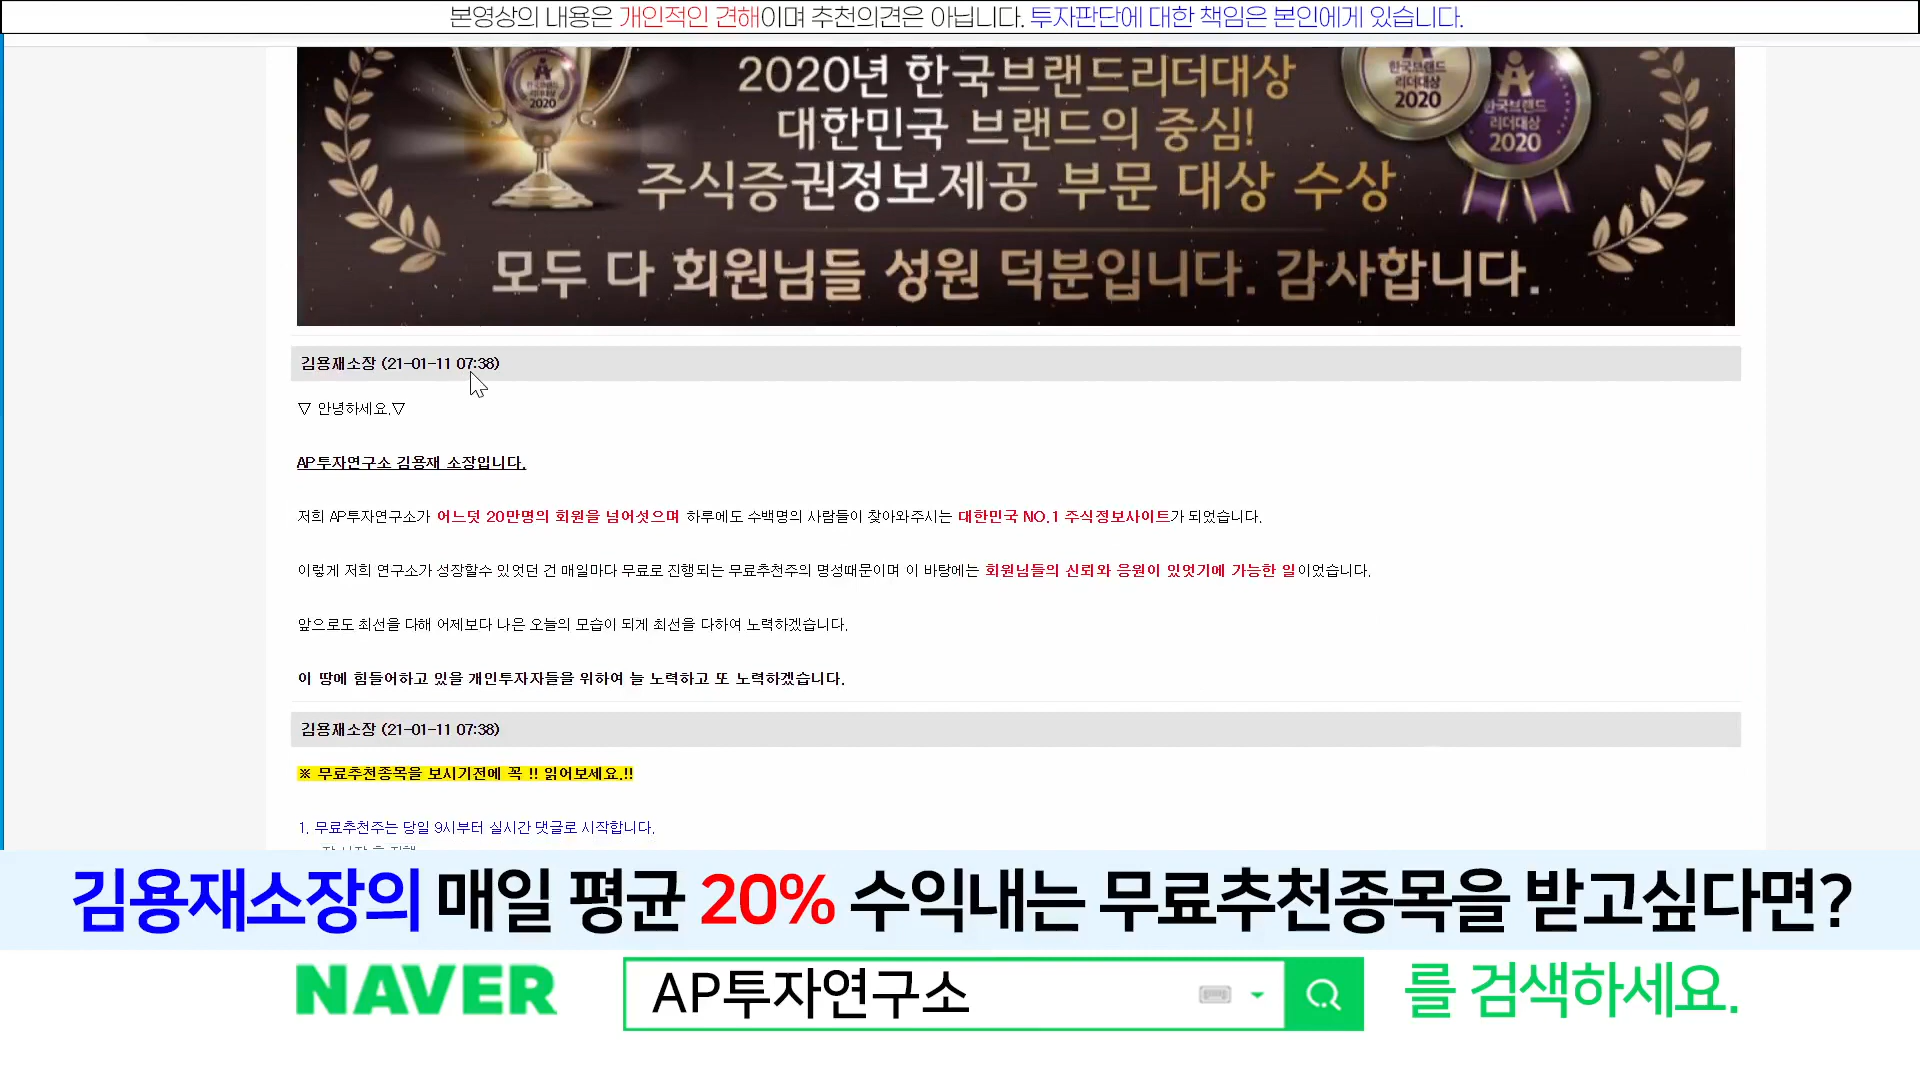 본영상의 내용은 개인적인 견해이며 추천의견은 아닙니다. 투자판단에 대한 책임은 본인에게 있습니다.
한국브랜드
리더대상
2020
2020년 한국브랜드리더대상
대한민국 브랜드의 중심!
주식증권정보제공 부문 대상 수상
모두 다 회원님들 성원 덕분입니다. 감사합니다.
한국브랜드
리더대상
2020
한국브랜드
리더대상
2020
김용재소장 (21-01-11 07:38)
▽ 안녕하세요.▽
AP투자연구소 김용재 소장입니다.
저희 AP투자연구소가 어느덧 20만명의 회원을 넘어섯으며 하루에도 수백명의 사람들이 찾아와주시는 대한민국 NO.1 주식정보사이트가 되었습니다.
이렇게 저희 연구소가 성장할수 있엇던 건 매일마다 무료로 진행되는 무료추천주의 명성때문이며 이 바탕에는 회원님들의 신뢰와 응원이 있엇기에 가능한 일이었습니다.
앞으로도 최선을 다해 어제보다 나은 오늘의 모습이 되게 최선을 다하여 노력하겠습니다.
이 땅에 힘들어하고 있을 개인투자자들을 위하여 늘 노력하고 또 노력하겠습니다.
김용재소장 (21-01-11 07:38)
※ 무료추천종목을 보시기전에 꼭 !! 읽어보세요.!!
1. 무료추천주는 당일 9시부터 실시간 댓글로 시작합니다.
김용재소장의 매일 평균 20% 수익내는 무료추천종목을 받고싶다면?
NAVER AP투자연구소 를 검색하세요.